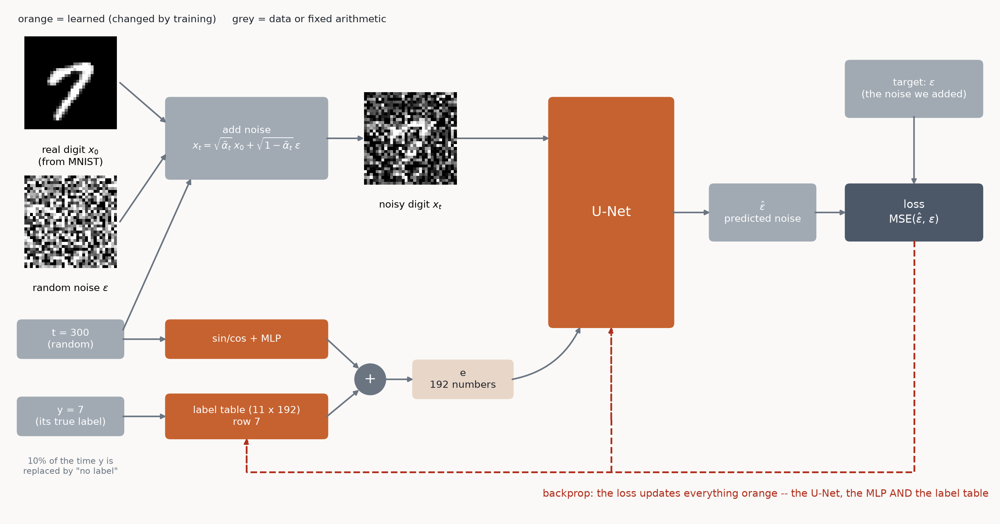 orange = learned (changed by training)     grey = data or fixed arithmetic
real digit x₀
(from MNIST)
random noise ε
add noise
xₜ = √ᾱₜ x₀ + √1 − ᾱₜ ε
noisy digit xₜ
U-Net
target: ε
(the noise we added)
ε̂
predicted noise
loss
MSE(ε̂, ε)
t = 300
(random)
sin/cos + MLP
+
e
192 numbers
y = 7
(its true label)
label table (11 x 192)
row 7
10% of the time y is
replaced by "no label"
backprop: the loss updates everything orange -- the U-Net, the MLP AND the label table